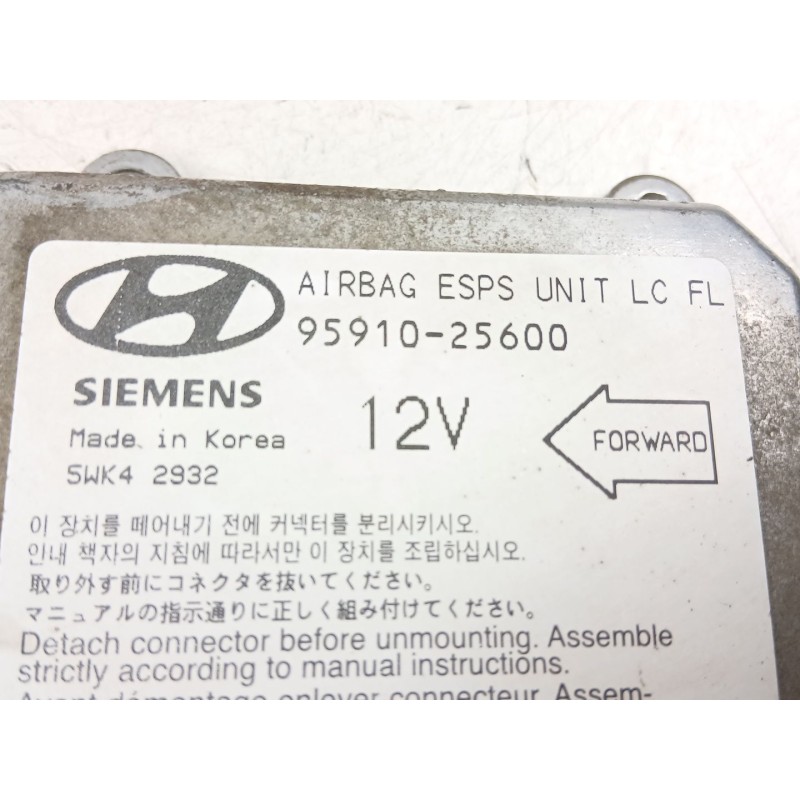 AIRBAG ESPS UNIT LC FL
95910-25600
SIEMENS
12V
Made in Korea
5WK4 2932
FORWARD
이 장치를 떼어내기 전에 커넥터를 분리시키시오.
인내 책자의 지침에 따라서만 이 장치를 조립하십시오.
取り外す前にコネクタを抜いてください。
マニュアルの指示通りに正しく組み付けてください。
Detach connector before unmounting. Assemble
strictly according to manual instructions.
Avant démontage enlever connecteur. Assem-